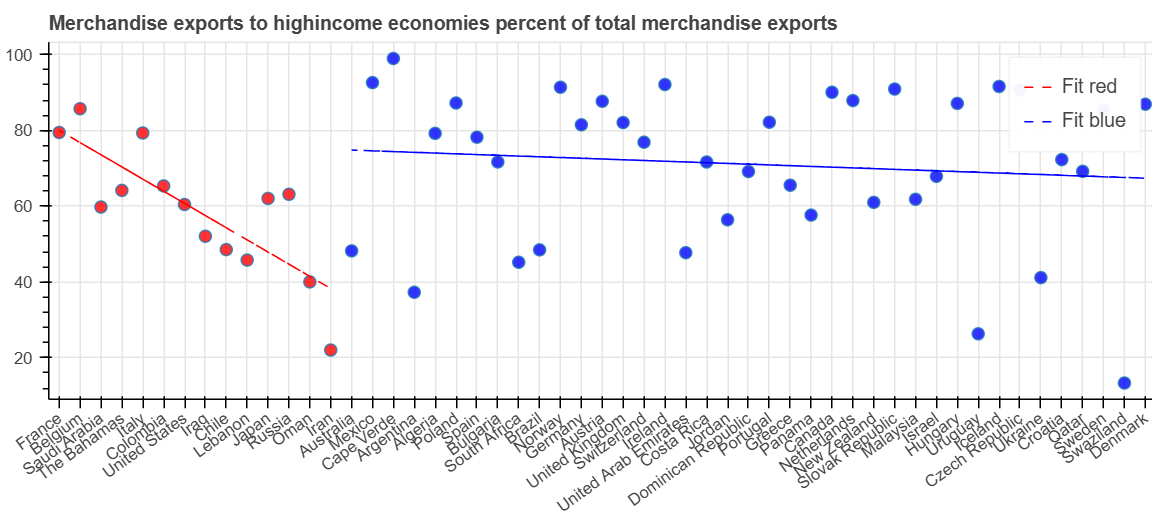 Merchandise exports to highincome economies percent of total merchandise exports
100
80
60
40
20
Fit red
Fit blue
France
Belgium
Saudi Arabia
The Bahamas
Italy
Colombia
United States
Iraq
Chile
Lebanon
Japan
Russia
Oman
Iran
Australia
Mexico
Cape Verde
Argentina
Algeria
Poland
Spain
Bulgaria
South Africa
Brazil
Norway
Germany
Austria
United Kingdom
Switzerland
Ireland
United Arab Emirates
Costa Rica
Jordan
Dominican Republic
Portugal
Greece
Panama
Canada
Netherlands
New Zealand
Slovak Republic
Malaysia
Israel
Hungary
Uruguay
Iceland
Czech Republic
Ukraine
Croatia
Qatar
Sweden
Swaziland
Denmark